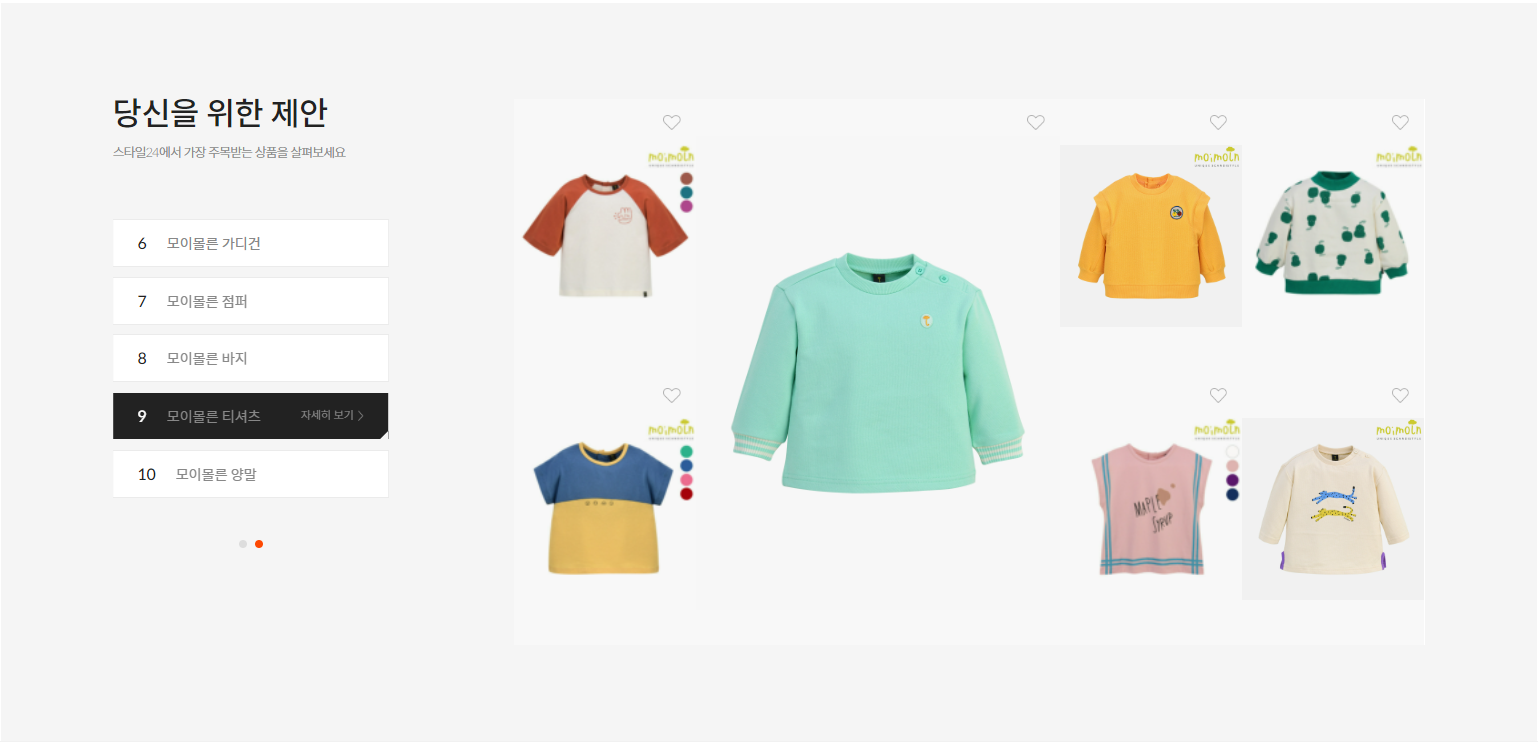 당신을 위한 제안
스타일24에서 가장 주목받는 상품을 살펴보세요
6 모이몰른 가디건
7 모이몰른 점퍼
8 모이몰른 바지
9 모이몰른 티셔츠 자세히 보기
10 모이몰른 양말
moimoln
moimoln
moimoln
moimoln
moimoln
moimoln
MAPLE
SYRUP